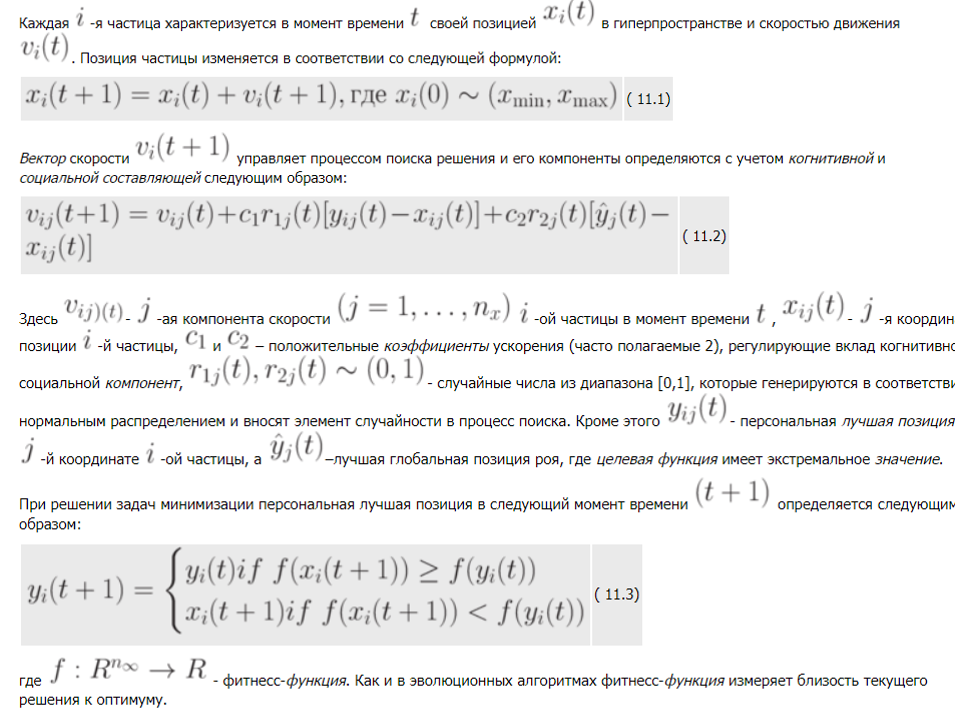 Каждая i -я частица характеризуется в момент времени t своей позицией x_i(t) в гиперпространстве и скоростью движения
v_i(t). Позиция частицы изменяется в соответствии со следующей формулой:
x_i(t + 1) = x_i(t) + v_i(t + 1), где x_i(0) ∼ (x_min, x_max) ( 11.1)
Вектор скорости v_i(t + 1) управляет процессом поиска решения и его компоненты определяются с учетом когнитивной и
социальной составляющей следующим образом:
v_ij(t+1) = v_ij(t)+c_1r_1j(t)[y_ij(t)−x_ij(t)]+c_2r_2j(t)[ŷ_j(t)−
x_ij(t)] ( 11.2)
Здесь v_ij)(t)- j -ая компонента скорости (j = 1, . . . , n_x) i -ой частицы в момент времени t , x_ij(t)- j -я координ
позиции i -й частицы, c_1 и c_2 – положительные коэффициенты ускорения (часто полагаемые 2), регулирующие вклад когнитивно
социальной компонент, r_1j(t), r_2j(t) ∼ (0, 1)- случайные числа из диапазона [0,1], которые генерируются в соответстви
нормальным распределением и вносят элемент случайности в процесс поиска. Кроме этого y_ij(t)- персональная лучшая позиция
j -й координате i -ой частицы, а ŷ_j(t)–лучшая глобальная позиция роя, где целевая функция имеет экстремальное значение.
При решении задач минимизации персональная лучшая позиция в следующий момент времени (t + 1) определяется следующим
образом:
y_i(t + 1) = { y_i(t)if f(x_i(t + 1)) ≥ f(y_i(t))
x_i(t + 1)if f(x_i(t + 1)) < f(y_i(t)) ( 11.3)
где f : R^n_∞ → R - фитнесс-функция. Как и в эволюционных алгоритмах фитнесс-функция измеряет близость текущего
решения к оптимуму.